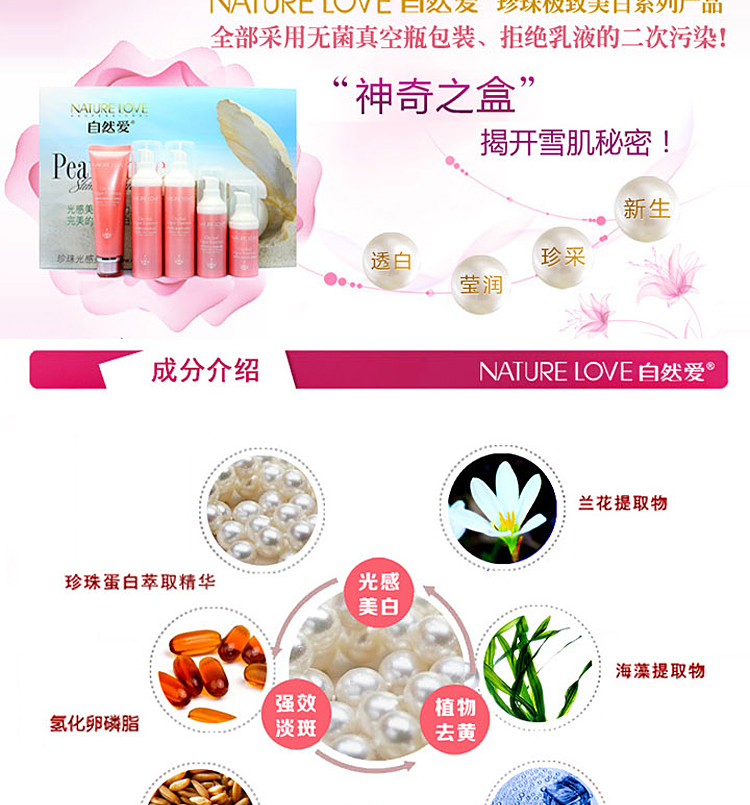 NATURE LOVE 自然爱® 珍珠极致美白系列产品
全部采用无菌真空瓶包装、拒绝乳液的二次污染!
“神奇之盒”
揭开雪肌秘密！
NATURE LOVE
自然爱®
新生
透白
珍采
莹润
成分介绍
NATURE LOVE 自然爱®
兰花提取物
珍珠蛋白萃取精华
光感
美白
海藻提取物
强效
淡斑
植物
去黄
氢化卵磷脂